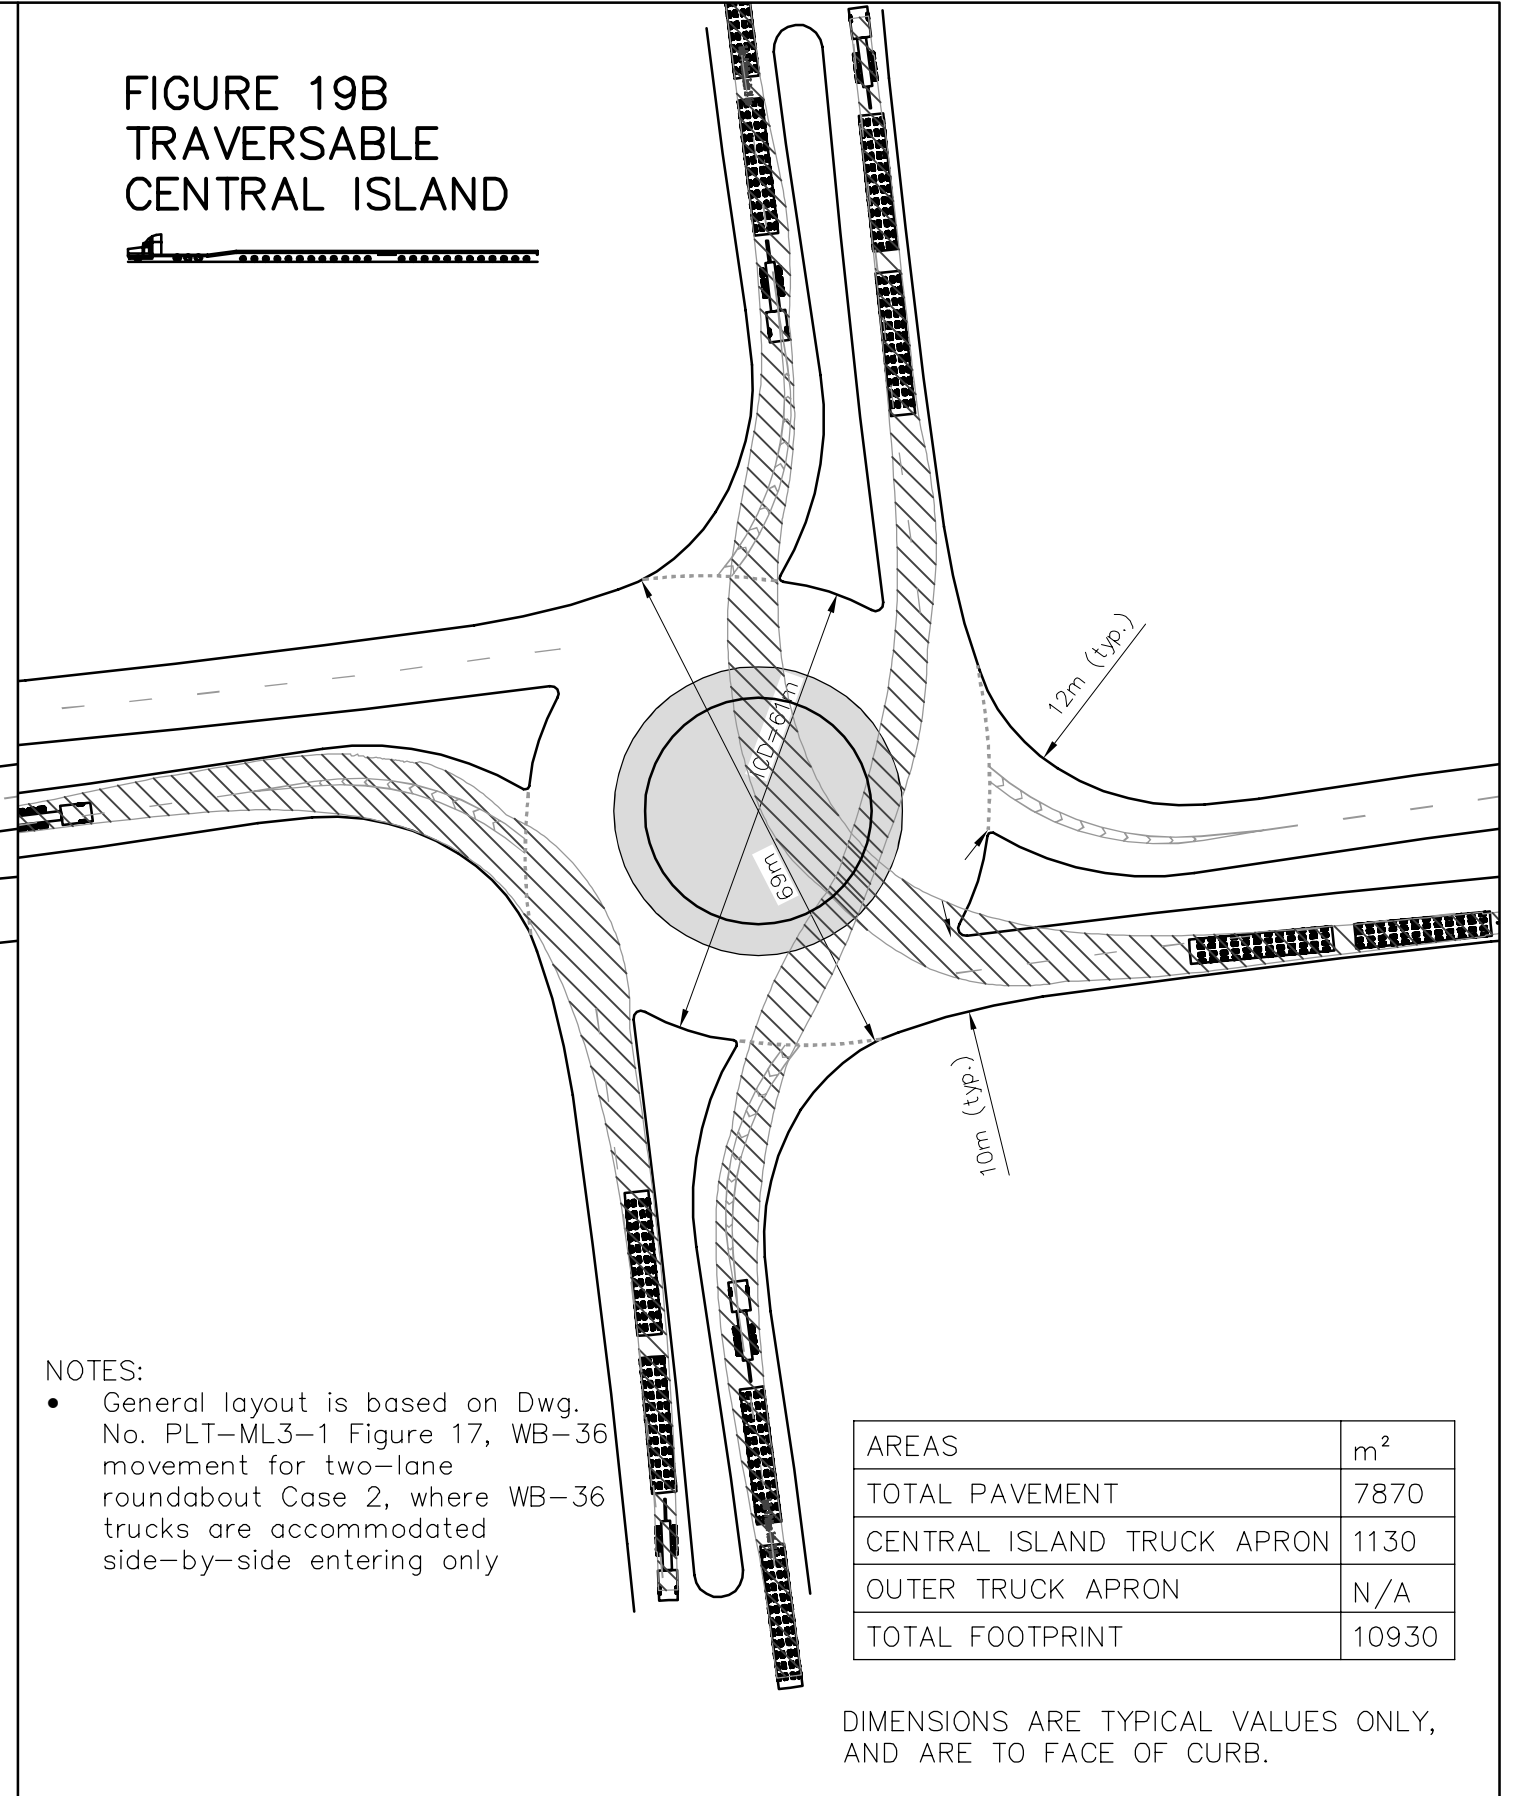 FIGURE 19B
TRAVERSABLE
CENTRAL ISLAND
12m (typ.)
ICD=61m
69m
10m (typ.)
NOTES:
• General layout is based on Dwg.
No. PLT-ML3-1 Figure 17, WB-36
movement for two-lane
roundabout Case 2, where WB-36
trucks are accommodated
side-by-side entering only
AREAS m²
TOTAL PAVEMENT 7870
CENTRAL ISLAND TRUCK APRON 1130
OUTER TRUCK APRON N/A
TOTAL FOOTPRINT 10930
DIMENSIONS ARE TYPICAL VALUES ONLY,
AND ARE TO FACE OF CURB.